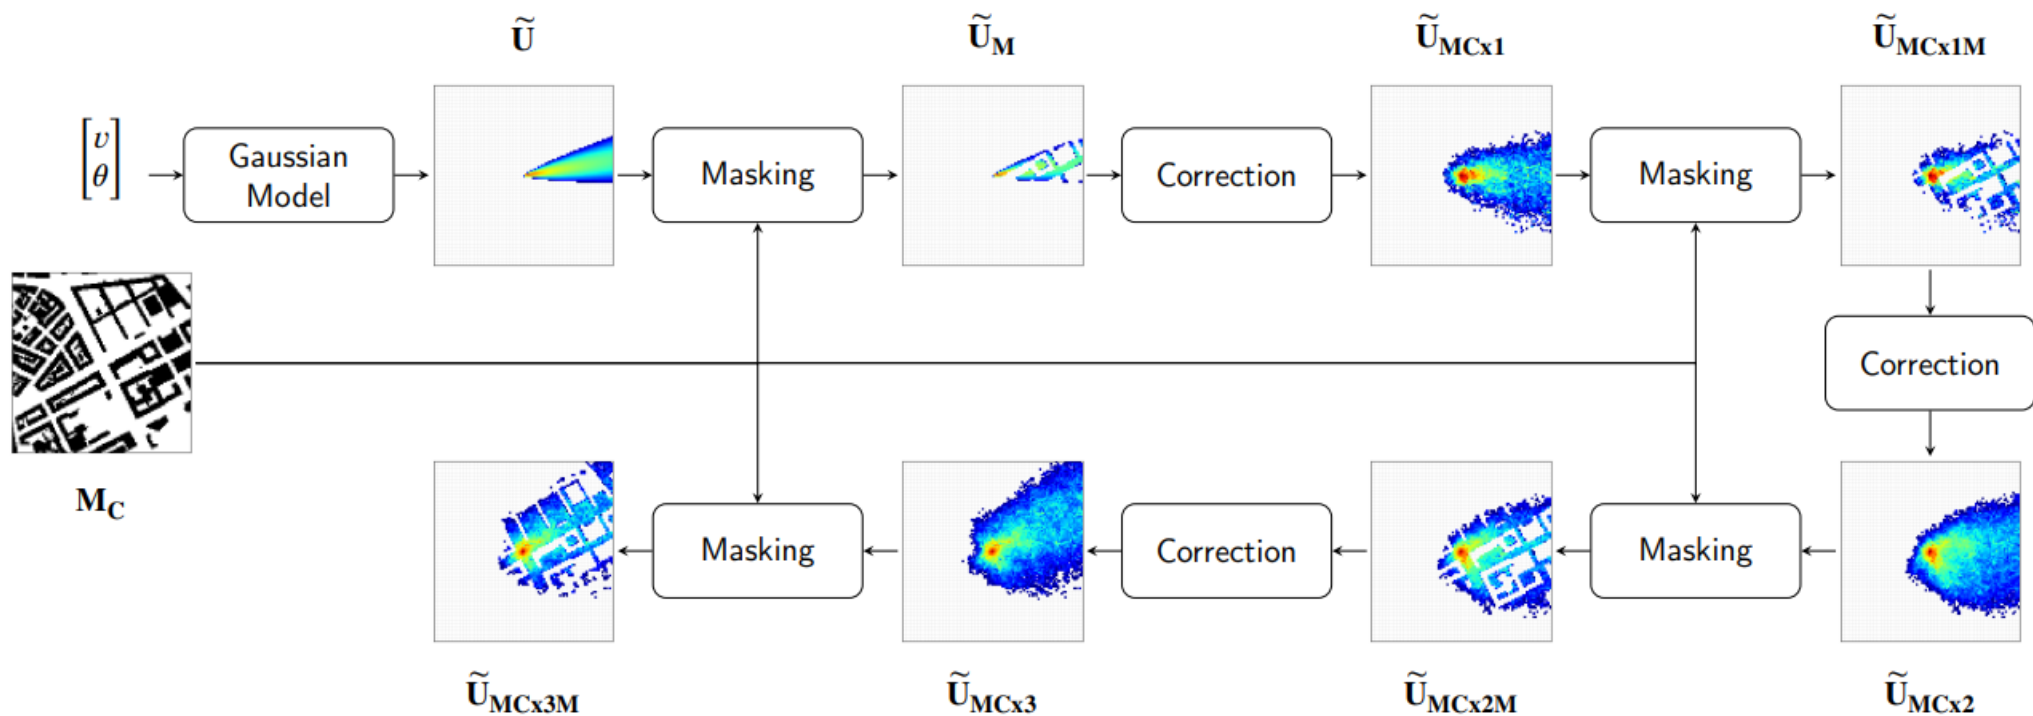 Ũ
Ũ_M
Ũ_MCx1
Ũ_MCx1M
[v
θ]
Gaussian
Model
Masking
Correction
Masking
Correction
M_C
Masking
Correction
Masking
Ũ_MCx3M
Ũ_MCx3
Ũ_MCx2M
Ũ_MCx2